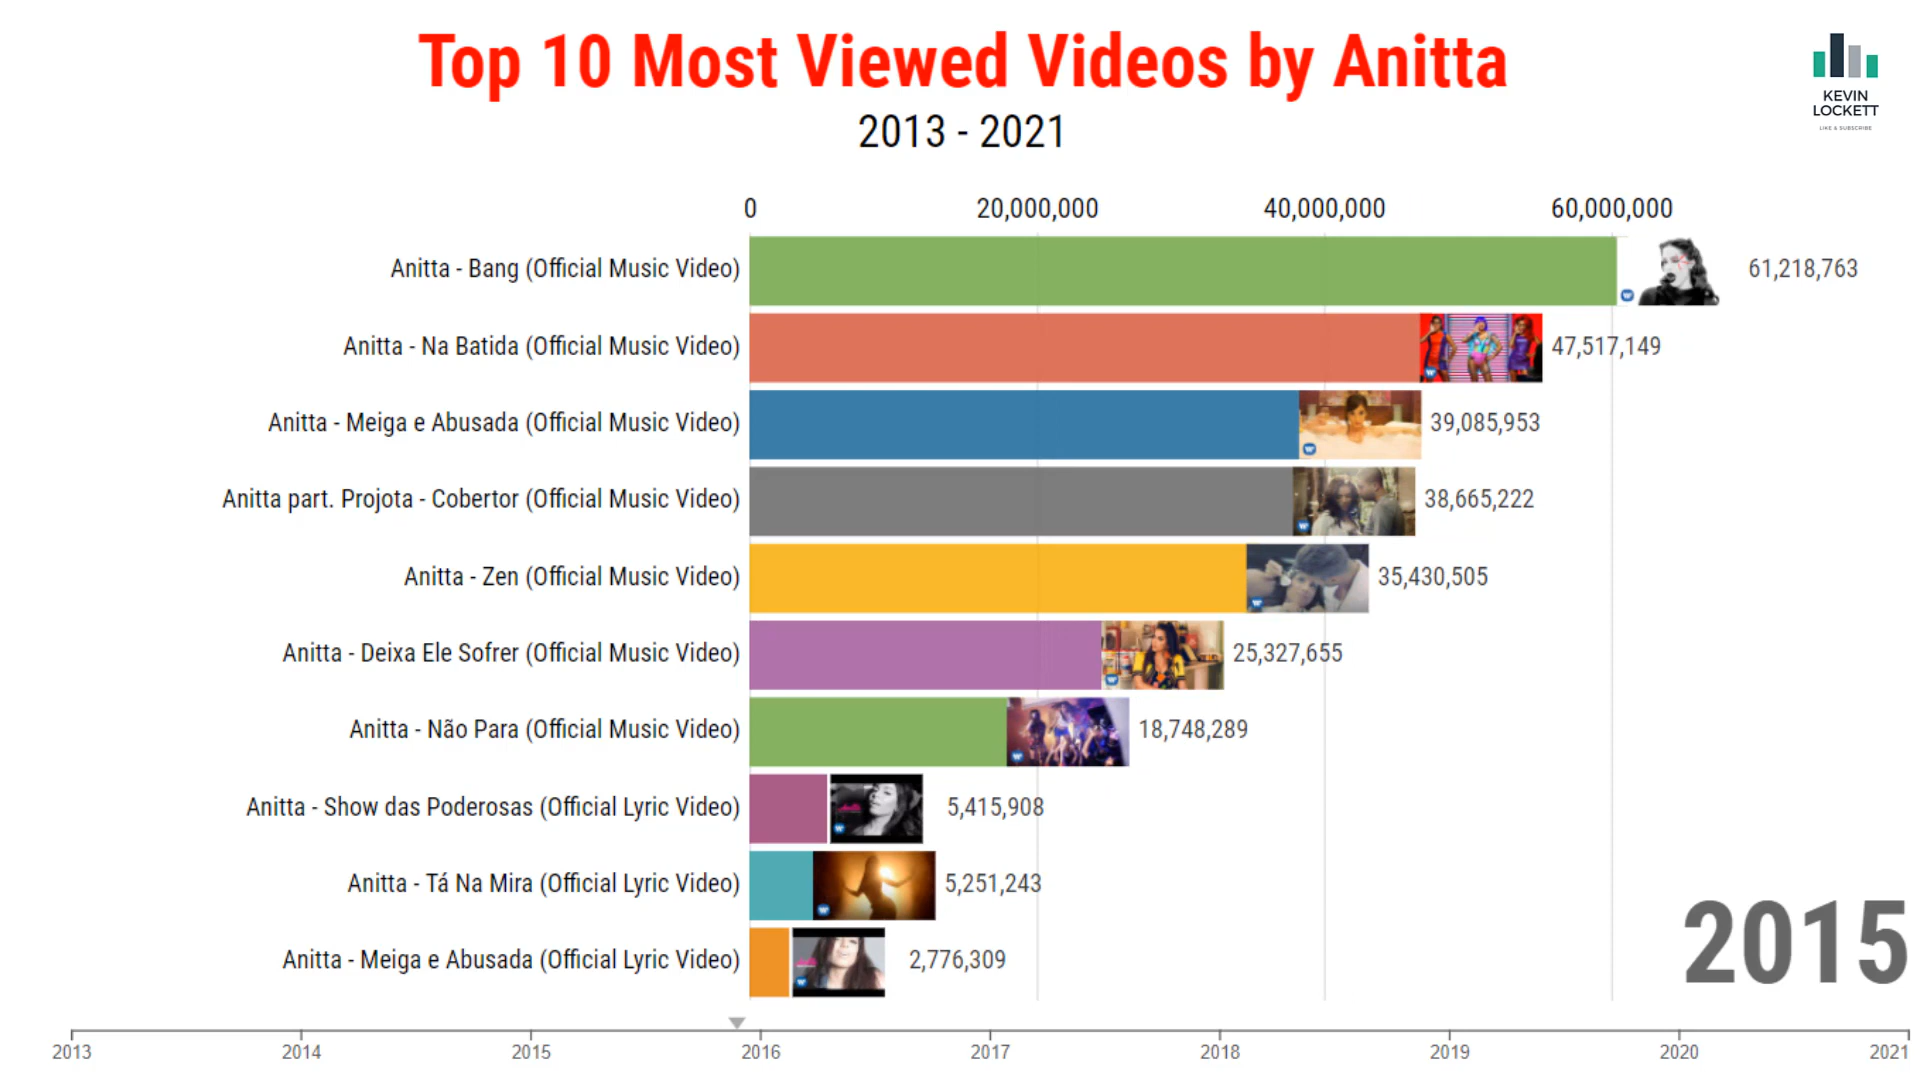 Top 10 Most Viewed Videos by Anitta
2013 - 2021
KEVIN
LOCKETT
LIKE & SUBSCRIBE
0 20,000,000 40,000,000 60,000,000
Anitta - Bang (Official Music Video) 61,218,763
Anitta - Na Batida (Official Music Video) 47,517,149
Anitta - Meiga e Abusada (Official Music Video) 39,085,953
Anitta part. Projota - Cobertor (Official Music Video) 38,665,222
Anitta - Zen (Official Music Video) 35,430,505
Anitta - Deixa Ele Sofrer (Official Music Video) 25,327,655
Anitta - Não Para (Official Music Video) 18,748,289
Anitta - Show das Poderosas (Official Lyric Video) 5,415,908
Anitta - Tá Na Mira (Official Lyric Video) 5,251,243
Anitta - Meiga e Abusada (Official Lyric Video) 2,776,309
2015
2013 2014 2015 2016 2017 2018 2019 2020 2021